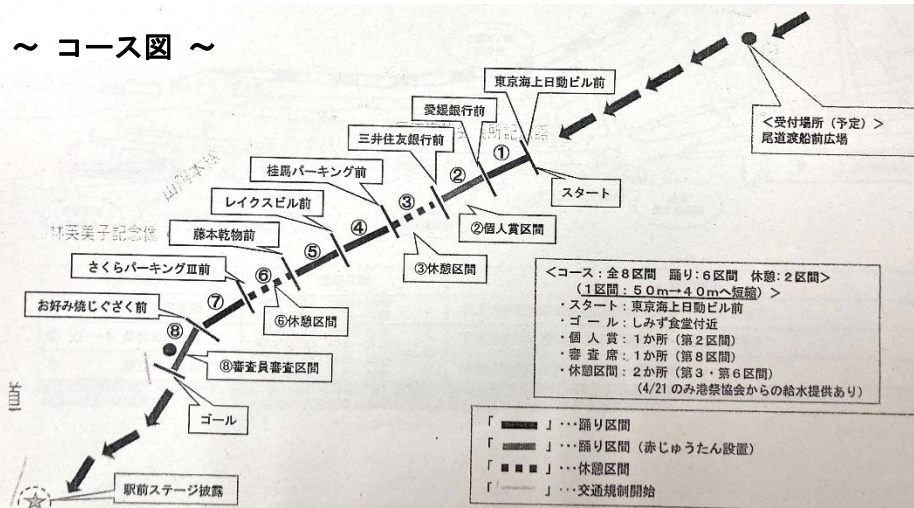 ～ コース図 ～
東京海上日動ビル前
愛媛銀行前
三井住友銀行前
桂馬パーキング前
レイクスビル前
藤本乾物前
さくらパーキングⅢ前
お好み焼じぐざく前
＜受付場所（予定）＞
尾道渡船前広場
①
②
③
④
⑤
⑥
⑦
⑧
スタート
②個人賞区間
③休憩区間
⑥休憩区間
⑧審査員審査区間
ゴール
駅前ステージ披露
林芙美子記念像
＜コース：全８区間 踊り：６区間 休憩：２区間＞
（１区間：５０ｍ→４０ｍへ短縮）＞
・スタート：東京海上日動ビル前
・ゴ ー ル：しみず食堂付近
・個 人 賞：１か所（第２区間）
・審 査 席：１か所（第８区間）
・休憩区間：２か所（第３・第６区間）
（4/21 のみ港祭協会からの給水提供あり）
「 」･･･踊り区間
「 」･･･踊り区間（赤じゅうたん設置）
「 」･･･休憩区間
「 」･･･交通規制開始